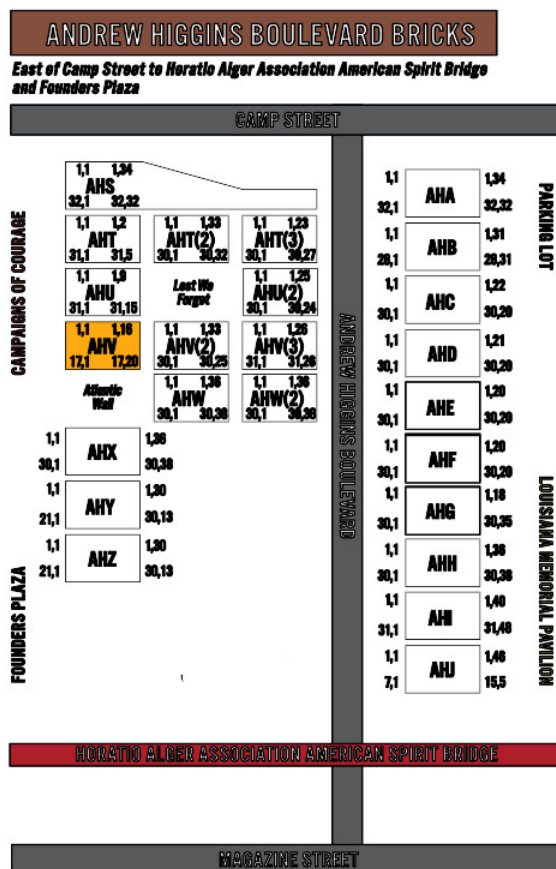 ANDREW HIGGINS BOULEVARD BRICKS
East of Camp Street to Horatio Alger Association American Spirit Bridge
and Founders Plaza
CAMP STREET
CAMPAIGNS OF COURAGE
FOUNDERS PLAZA
1,1 1,34
AHS
32,1 32,32
1,1 1,2
AHT
31,1 31,5
1,1 1,33
AHT(2)
30,1 30,32
1,1 1,23
AHT(3)
30,1 30,27
1,1 1,9
AHU
31,1 31,15
Lest We
Forget
1,1 1,25
AHU(2)
30,1 30,24
1,1 1,16
AHV
17,1 17,20
1,1 1,33
AHV(2)
30,1 30,25
1,1 1,26
AHV(3)
31,1 31,26
Atlantic
Wall
1,1 1,36
AHW
30,1 30,38
1,1 1,36
AHW(2)
30,1 30,38
1,1 1,36
AHX
30,1 30,38
1,1 1,30
AHY
21,1 30,13
1,1 1,30
AHZ
21,1 30,13
ANDREW HIGGINS BOULEVARD
1,1 1,34
AHA
32,1 32,32
1,1 1,31
AHB
28,1 28,31
1,1 1,22
AHC
30,1 30,20
1,1 1,21
AHD
30,1 30,20
1,1 1,20
AHE
30,1 30,20
1,1 1,20
AHF
30,1 30,20
1,1 1,18
AHG
30,1 30,35
1,1 1,36
AHH
30,1 30,38
1,1 1,40
AHI
31,1 31,48
1,1 1,48
AHJ
7,1 15,5
PARKING LOT
LOUISIANA MEMORIAL PAVILION
HORATIO ALGER ASSOCIATION AMERICAN SPIRIT BRIDGE
MAGAZINE STREET